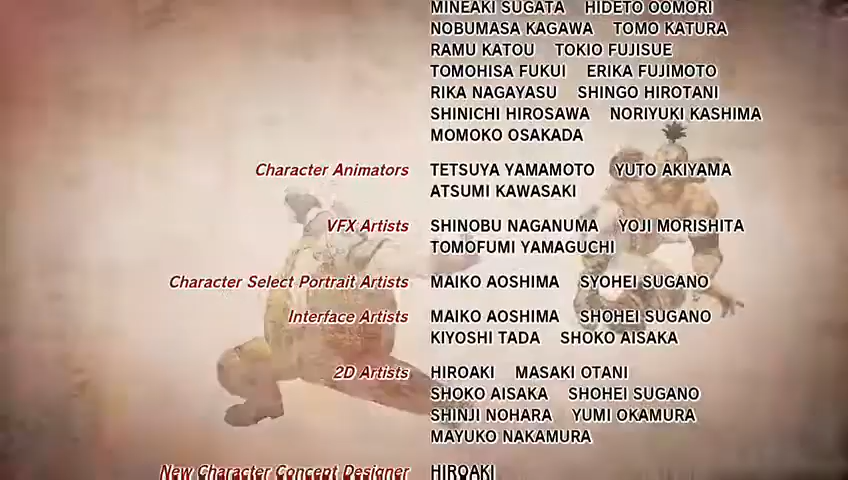 MINEAKI SUGATA HIDETO OOMORI
NOBUMASA KAGAWA TOMO KATURA
RAMU KATOU TOKIO FUJISUE
TOMOHISA FUKUI ERIKA FUJIMOTO
RIKA NAGAYASU SHINGO HIROTANI
SHINICHI HIROSAWA NORIYUKI KASHIMA
MOMOKO OSAKADA
Character Animators TETSUYA YAMAMOTO YUTO AKIYAMA
ATSUMI KAWASAKI
VFX Artists SHINOBU NAGANUMA YOJI MORISHITA
TOMOFUMI YAMAGUCHI
Character Select Portrait Artists MAIKO AOSHIMA SYOHEI SUGANO
Interface Artists MAIKO AOSHIMA SHOHEI SUGANO
KIYOSHI TADA SHOKO AISAKA
2D Artists HIROAKI MASAKI OTANI
SHOKO AISAKA SHOHEI SUGANO
SHINJI NOHARA YUMI OKAMURA
MAYUKO NAKAMURA
New Character Concept Designer HIROAKI